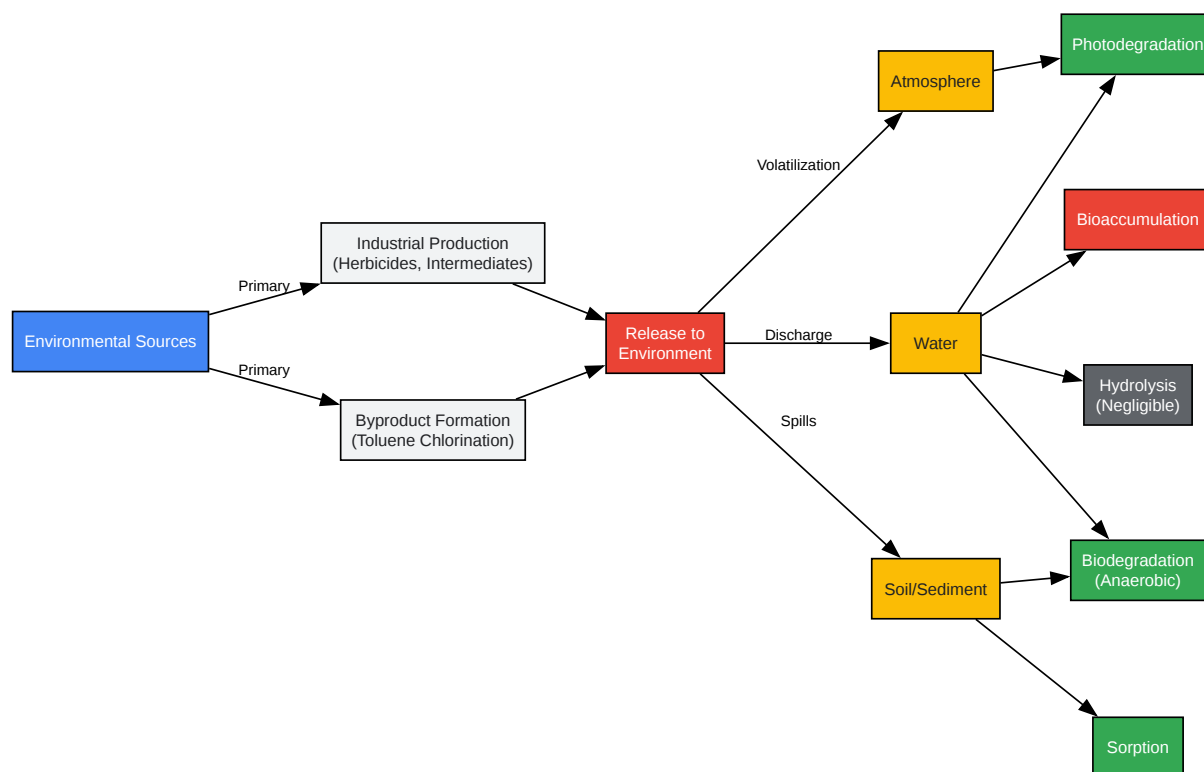 Photodegradation
Atmosphere
Volatilization
Bioaccumulation
Industrial Production
(Herbicides, Intermediates)
Primary
Environmental Sources
Release to
Environment
Discharge
Water
Primary
Hydrolysis
(Negligible)
Byproduct Formation
(Toluene Chlorination)
Spills
Biodegradation
(Anaerobic)
Soil/Sediment
Sorption